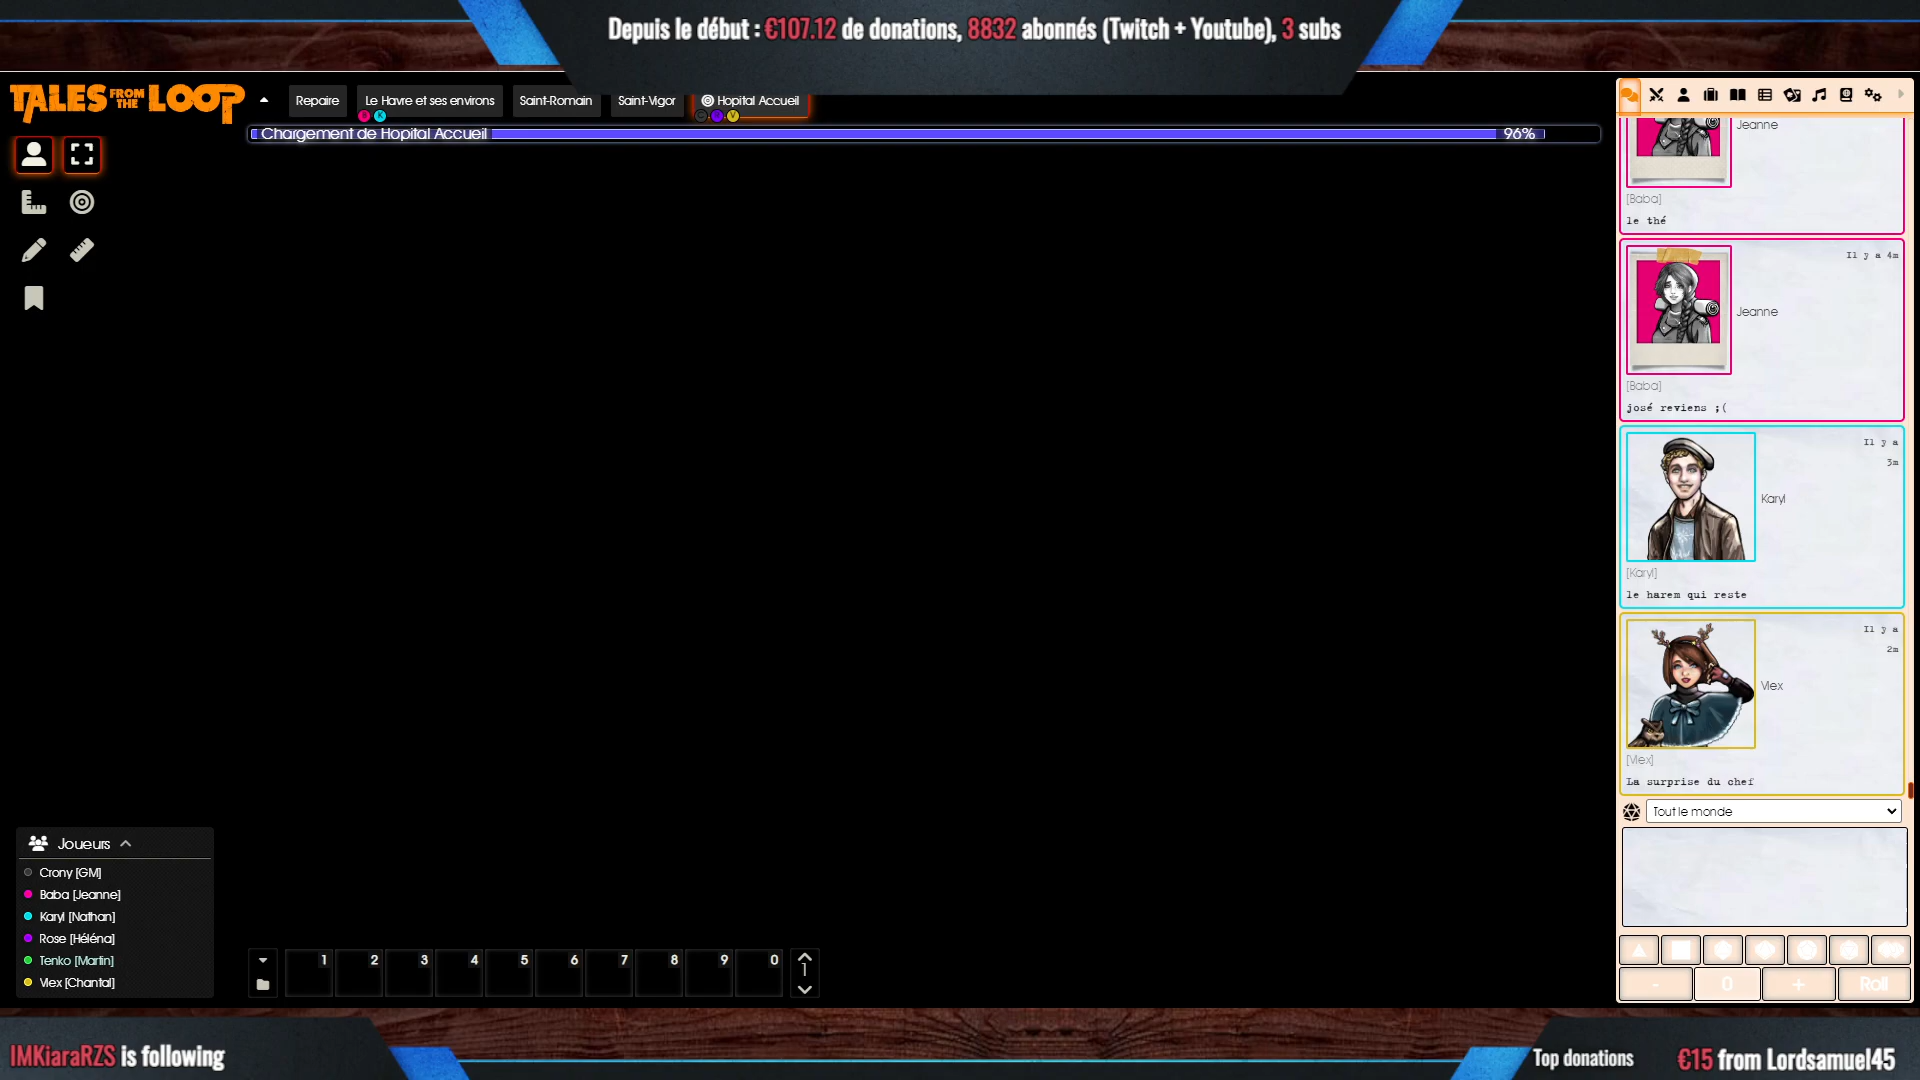 Depuis le début : €107.12 de donations, 8832 abonnés (Twitch + Youtube), 3 subs
TALES FROM THE LOOP
Repaire
Le Havre et ses environs
Saint-Romain
Saint-Vigor
Hopital Accueil
Chargement de Hopital Accueil
96%
Jeanne
[Baba]
le thé
Il y a 4m
Jeanne
[Baba]
josé reviens ;(
Il y a
3m
Karyl
[Karyl]
le harem qui reste
Il y a
2m
Vlex
[Vlex]
La surprise du chef
Tout le monde
Joueurs
Crony [GM]
Baba [Jeanne]
Karyl [Nathan]
Rose [Héléna]
Tenko [Martin]
Vlex [Chantal]
1 2 3 4 5 6 7 8 9 0
1
- 0 + Roll
IMKiaraRZS is following
Top donations
€15 from Lordsamuel45